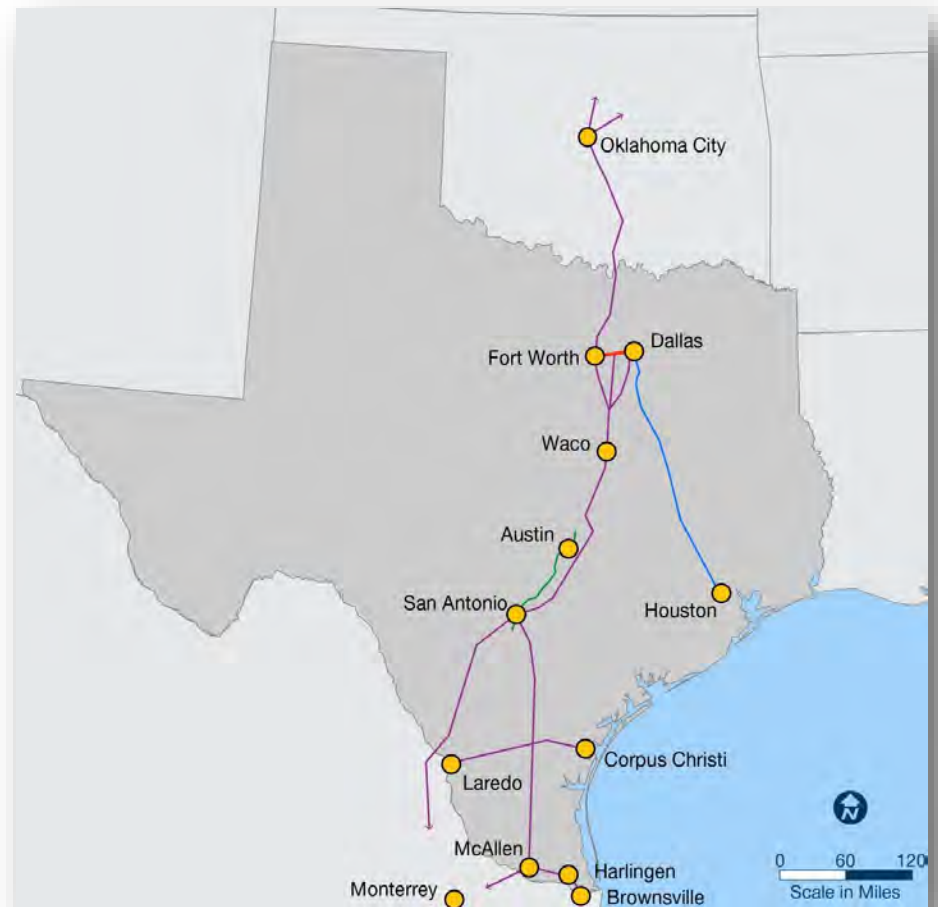 Oklahoma City
Dallas
Fort Worth
Waco
Austin
San Antonio
Houston
Corpus Christi
Laredo
McAllen
Harlingen
Monterrey
Brownsville
N
0 60 120
Scale in Miles